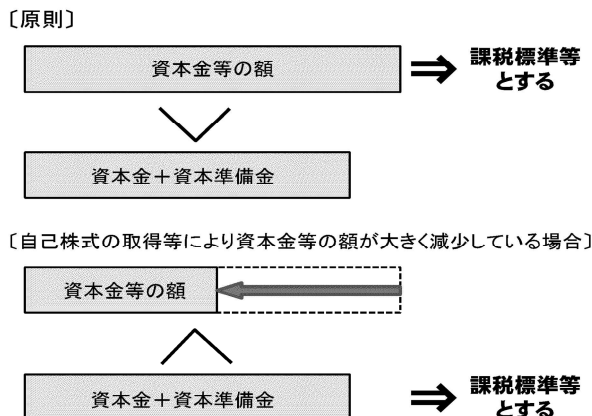 〔原則〕
資本金等の額
課税標準等
とする
資本金＋資本準備金
〔自己株式の取得等により資本金等の額が大きく減少している場合〕
資本金等の額
資本金＋資本準備金
課税標準等
とする